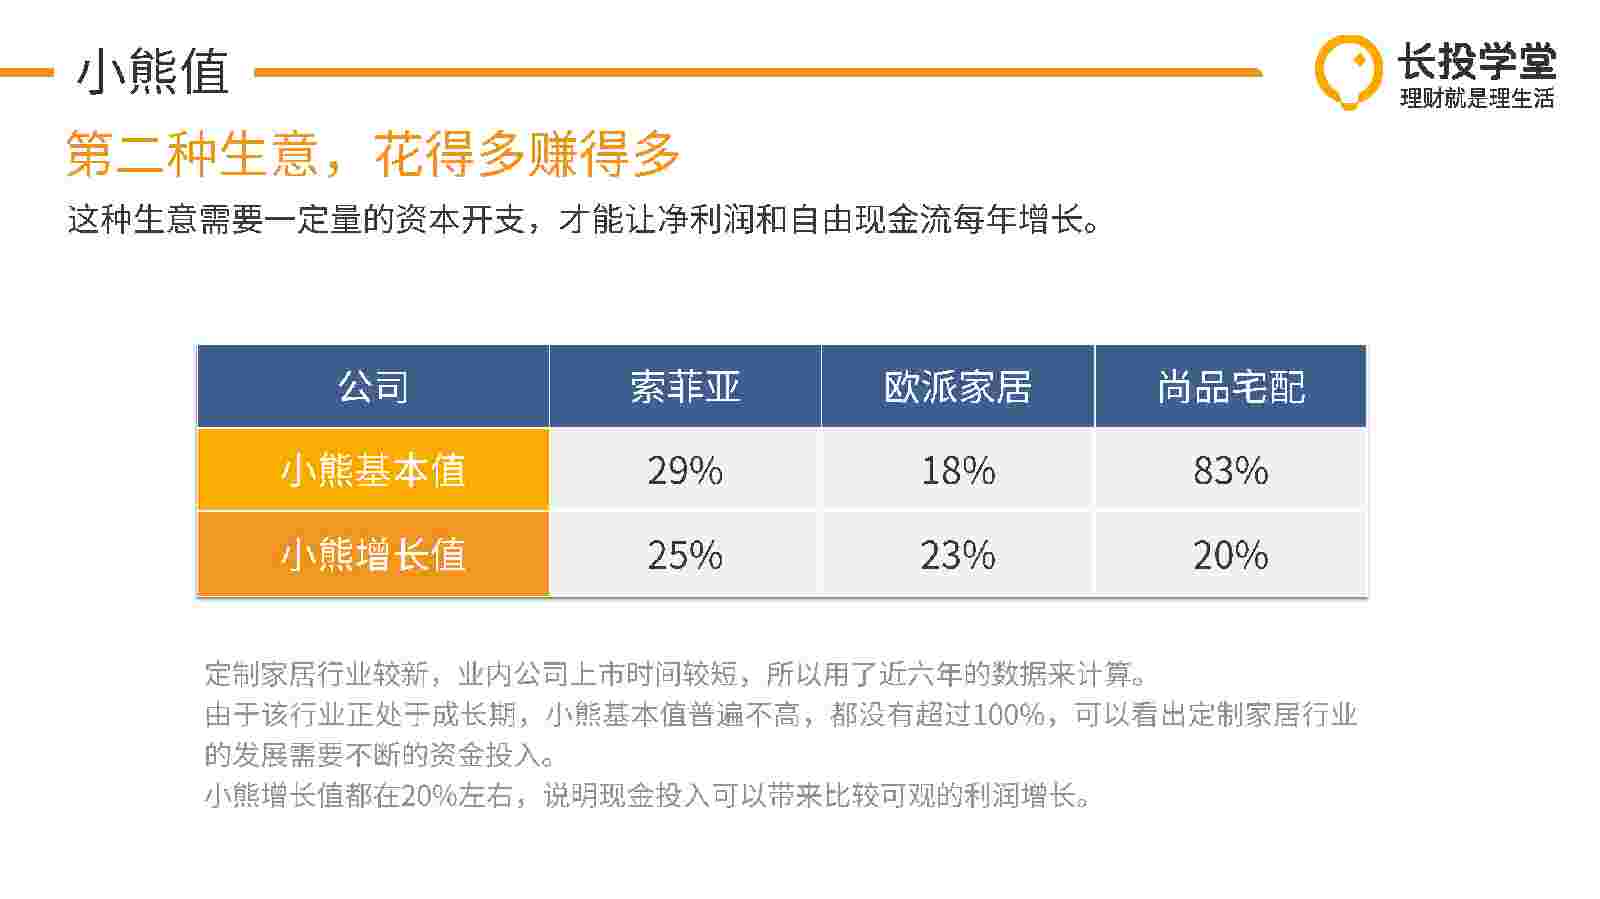 小熊值
长投学堂
理财就是理生活
第二种生意，花得多赚得多
这种生意需要一定量的资本开支，才能让净利润和自由现金流每年增长。
公司 索菲亚 欧派家居 尚品宅配
小熊基本值 29% 18% 83%
小熊增长值 25% 23% 20%
定制家居行业较新，业内公司上市时间较短，所以用了近六年的数据来计算。
由于该行业正处于成长期，小熊基本值普遍不高，都没有超过100%，可以看出定制家居行业
的发展需要不断的资金投入。
小熊增长值都在20%左右，说明现金投入可以带来比较可观的利润增长。